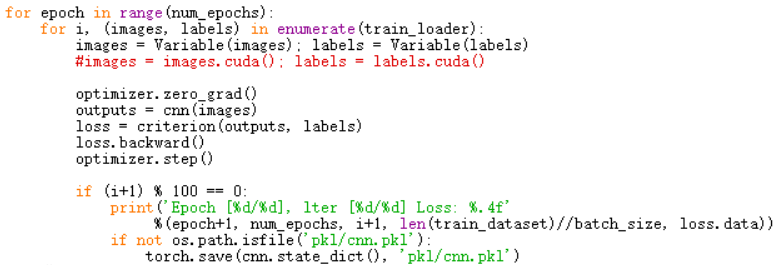 for epoch in range(num_epochs):
    for i, (images, labels) in enumerate(train_loader):
        images = Variable(images); labels = Variable(labels)
        #images = images.cuda(); labels = labels.cuda()
        optimizer.zero_grad()
        outputs = cnn(images)
        loss = criterion(outputs, labels)
        loss.backward()
        optimizer.step()
        if (i+1) % 100 == 0:
            print('Epoch [%d/%d], lter [%d/%d] Loss: %.4f'
                  %(epoch+1, num_epochs, i+1, len(train_dataset)//batch_size, loss.data))
            if not os.path.isfile('pkl/cnn.pkl'):
                torch.save(cnn.state_dict(), 'pkl/cnn.pkl')